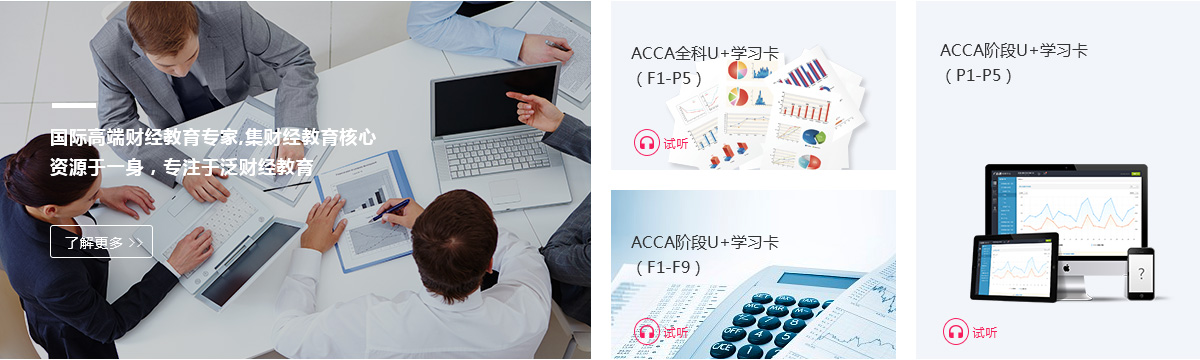 国际高端财经教育专家,集财经教育核心
资源于一身，专注于泛财经教育
了解更多 >>
ACCA全科U+学习卡
（F1-P5）
试听
ACCA阶段U+学习卡
（F1-F9）
试听
ACCA阶段U+学习卡
（P1-P5）
?
试听